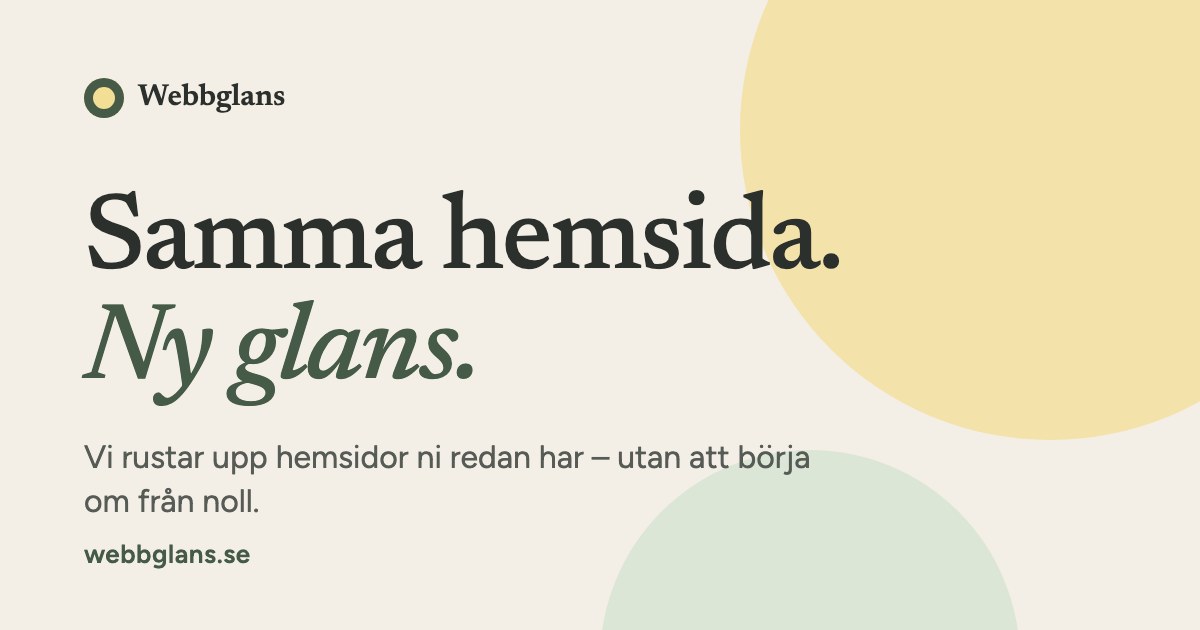 Webbglans
Samma hemsida.
Ny glans.
Vi rustar upp hemsidor ni redan har – utan att börja
om från noll.
webbglans.se